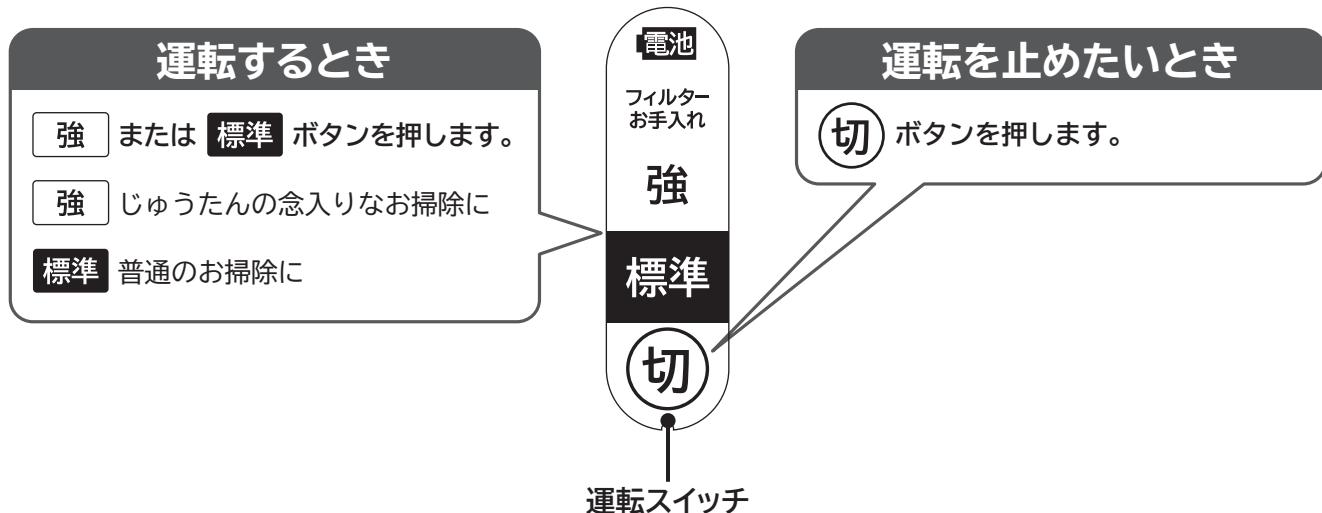 運転するとき
強 または 標準 ボタンを押します。
強 じゅうたんの念入りなお掃除に
標準 普通のお掃除に
電池
フィルター
お手入れ
強
標準
切
運転スイッチ
運転を止めたいとき
切 ボタンを押します。